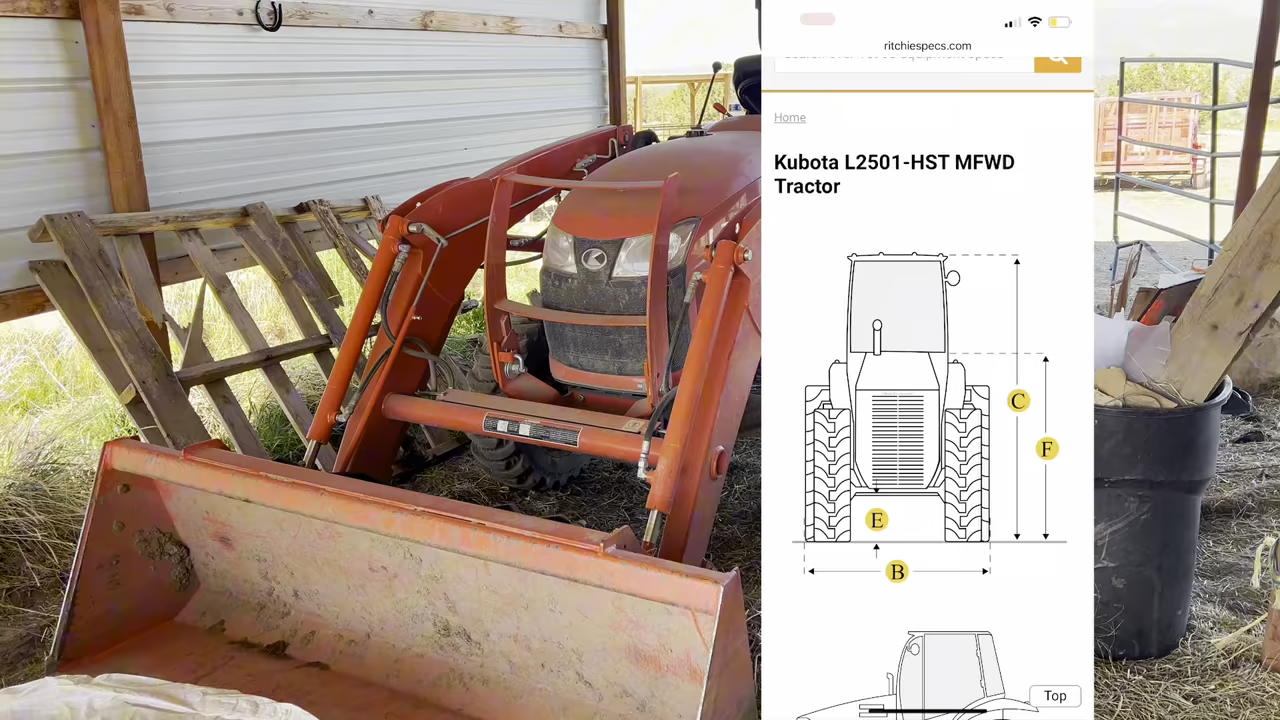 ritchiespecs.com
Home
Kubota L2501-HST MFWD
Tractor
C
F
E
B
Top